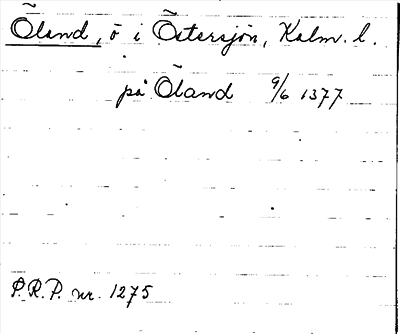 Öland, ö i Östersjön, Kalm. l.
på Öland 9/6 1377
P.R.P. nr. 1275